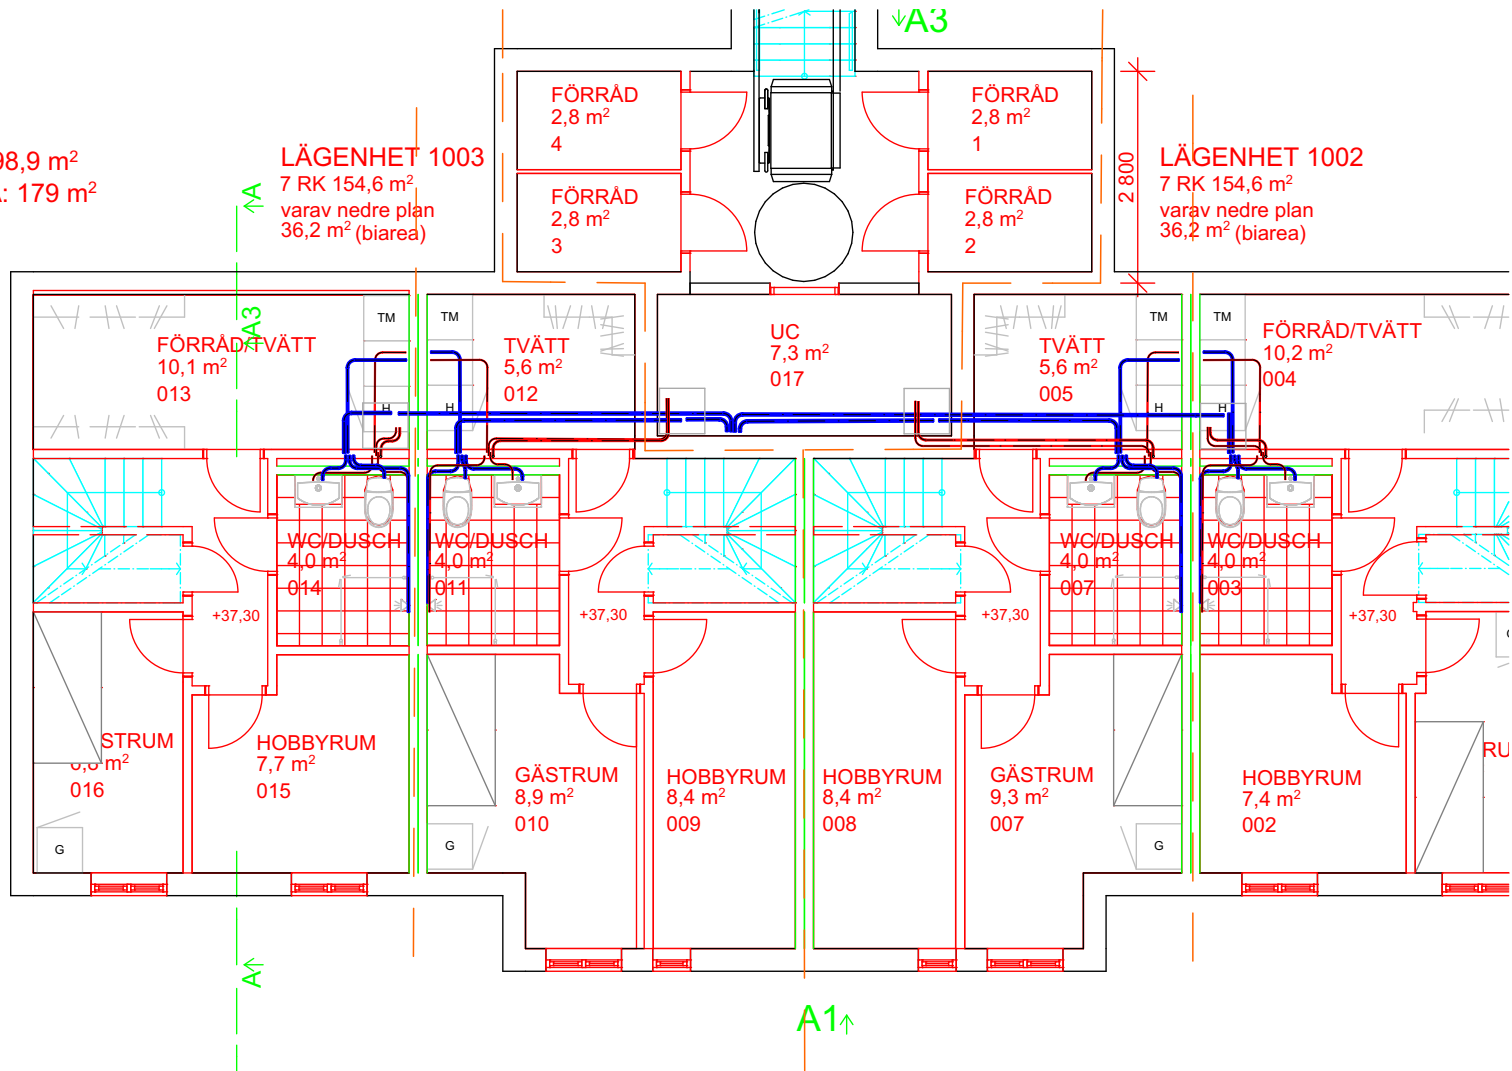 A3
98,9 m²
A: 179 m²
LÄGENHET 1003
7 RK 154,6 m²
varav nedre plan
36,2 m² (biarea)
FÖRRÅD
2,8 m²
4
FÖRRÅD
2,8 m²
3
FÖRRÅD
2,8 m²
1
FÖRRÅD
2,8 m²
2
2 800
LÄGENHET 1002
7 RK 154,6 m²
varav nedre plan
36,2 m² (biarea)
A
A3
FÖRRÅD/TVÄTT
10,1 m²
013
TM
TM
TVÄTT
5,6 m²
012
UC
7,3 m²
017
TVÄTT
5,6 m²
005
TM
TM
FÖRRÅD/TVÄTT
10,2 m²
004
H
H
H
H
WC/DUSCH
4,0 m²
014
WC/DUSCH
4,0 m²
011
WC/DUSCH
4,0 m²
007
WC/DUSCH
4,0 m²
003
+37,30
+37,30
+37,30
+37,30
STRUM
m²
016
HOBBYRUM
7,7 m²
015
GÄSTRUM
8,9 m²
010
HOBBYRUM
8,4 m²
009
HOBBYRUM
8,4 m²
008
GÄSTRUM
9,3 m²
007
HOBBYRUM
7,4 m²
002
RU
G
G
G
A
A1